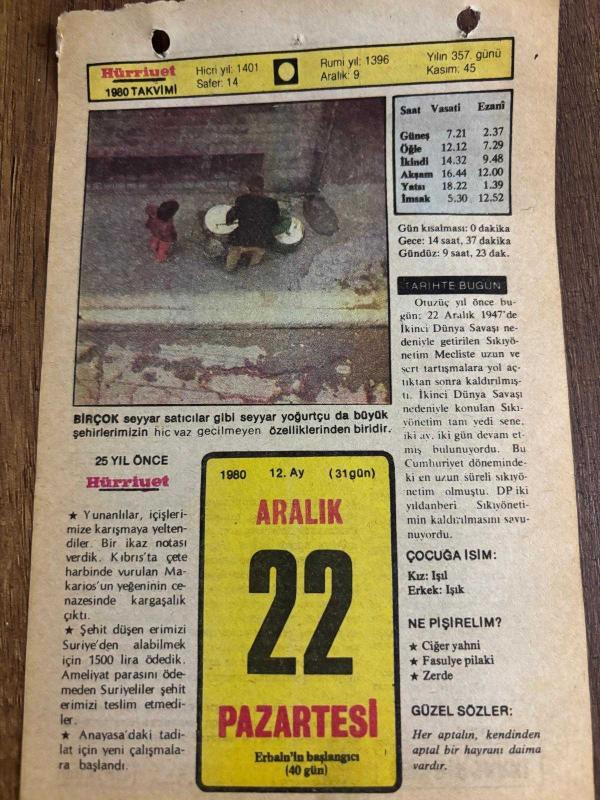 Hürriyet
1980 TAKVİMİ
Hicri yıl: 1401
Safer: 14
Rumi yıl: 1396
Aralık: 9
Yılın 357. günü
Kasım: 45
Saat Vasati Ezanî
Güneş 7.21 2.37
Öğle 12.12 7.29
İkindi 14.32 9.48
Akşam 16.44 12.00
Yatsı 18.22 1.39
İmsak 5.30 12.52
Gün kısalması: 0 dakika
Gece: 14 saat, 37 dakika
Gündüz: 9 saat, 23 dak.
BİRÇOK seyyar satıcılar gibi seyyar yoğurtçu da büyük
şehirlerimizin hiç vaz geçilmeyen özelliklerinden biridir.
TARİHTE BUGÜN
Otuzüç yıl önce bu-
gün; 22 Aralık 1947'de
İkinci Dünya Savaşı ne-
deniyle getirilen Sıkıyö-
netim Mecliste uzun ve
sert tartışmalara yol aç-
tıktan sonra kaldırılmış-
tı. İkinci Dünya Savaşı
nedeniyle konulan Sıkı-
yönetim tam yedi sene,
iki ay, iki gün devam et-
miş bulunuyordu. Bu
Cumhuriyet döneminde-
ki en uzun süreli sıkıyö-
netim olmuştu. DP iki
yıldanberi Sıkıyöneti-
min kaldırılmasını savu-
nuyordu.
25 YIL ÖNCE
Hürriyet
★ Yunanlılar, içişleri-
mize karışmaya yelten-
diler. Bir ikaz notası
verdik. Kıbrıs'ta çete
harbinde vurulan Ma-
karios'un yeğeninin ce-
nazesinde kargaşalık
çıktı.
★ Şehit düşen erimizi
Suriye'den alabilmek
için 1500 lira ödedik.
Ameliyat parasını öde-
meden Suriyeliler şehit
erimizi teslim etmedi-
ler.
★ Anayasa'daki tadi-
lat için yeni çalışmala-
ra başlandı.
1980 12. Ay (31 gün)
ARALIK
22
PAZARTESİ
Erbaîn'in başlangıcı
(40 gün)
ÇOCUĞA İSİM:
Kız: Işıl
Erkek: Işık
NE PİŞİRELİM?
★ Ciğer yahni
★ Fasulye pilaki
★ Zerde
GÜZEL SÖZLER:
Her aptalın, kendinden
aptal bir hayranı daima
vardır.